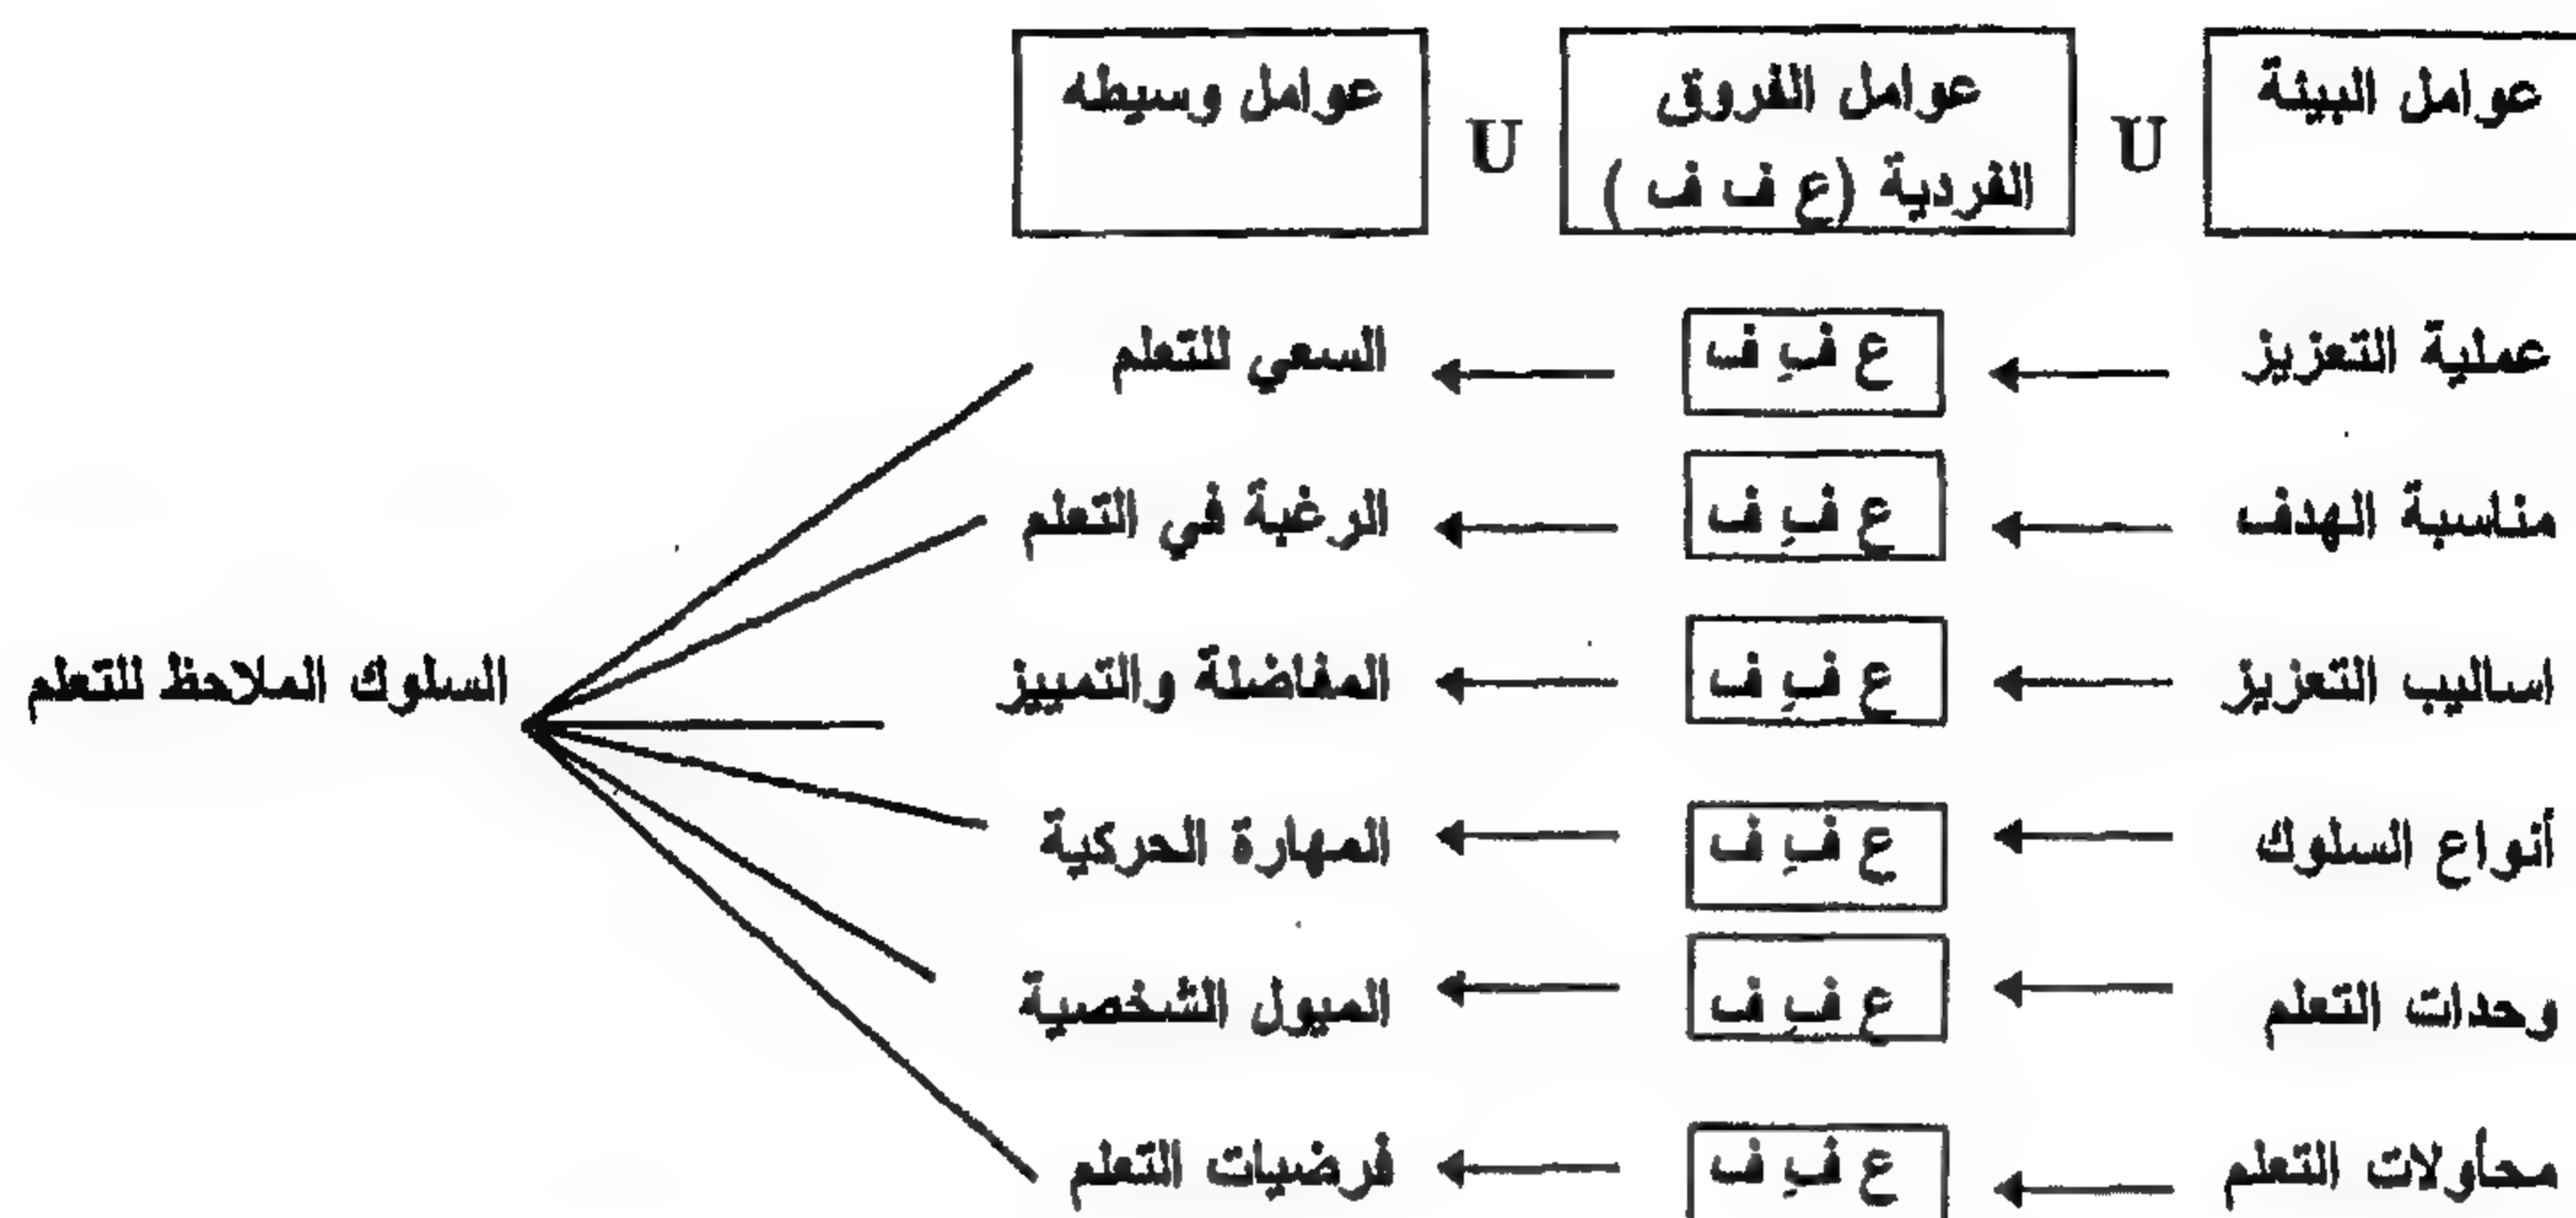 عوامل البيئة U عوامل الفروق الفردية (ع ف ف) U عوامل وسيطه
عملية التعزيز ع ف ف السعي للتعلم
مناسبة الهدف ع ف ف الرغبة في التعلم
اساليب التعزيز ع ف ف المفاضلة والتمييز
السلوك الملاحظ للتعلم
أنواع السلوك ع ف ف المهارة الحركية
وحدات التعلم ع ف ف الميول الشخصية
محأولات التعلم ع ف ف فرضيات التعلم